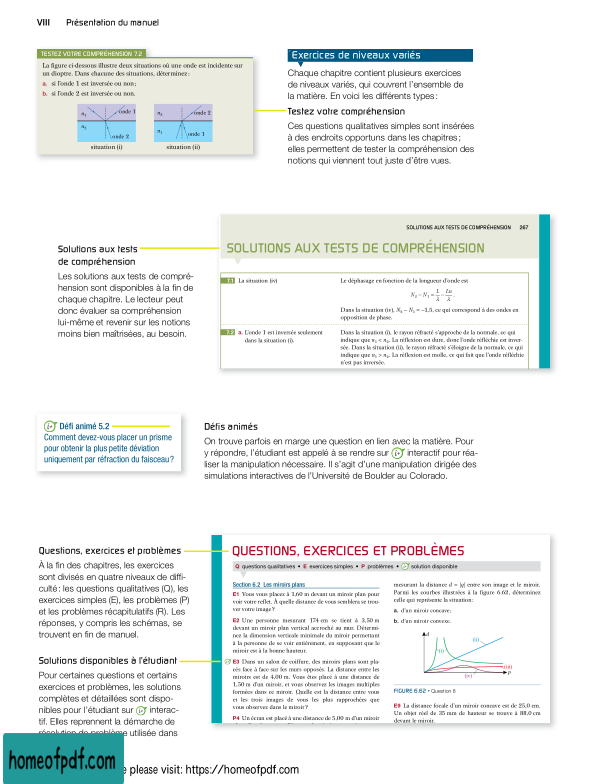 VIII Présentation du manuel
TESTEZ VOTRE COMPRÉHENSION 7.2
La figure ci-dessous illustre deux situations où une onde est incidente sur
un dioptre. Dans chacune des situations, déterminez:
a. si l'onde 1 est inversée ou non;
b. si l'onde 2 est inversée ou non.
n₁ onde 1
n₂ onde 2
situation (i)
n₂ onde 2
n₁ onde 1
situation (ii)
Exercices de niveaux variés
Chaque chapitre contient plusieurs exercices
de niveaux variés, qui couvrent l'ensemble de
la matière. En voici les différents types:
Testez votre compréhension
Ces questions qualitatives simples sont insérées
à des endroits opportuns dans les chapitres;
elles permettent de tester la compréhension des
notions qui viennent tout juste d'être vues.
Solutions aux tests
de compréhension
Les solutions aux tests de compré-
hension sont disponibles à la fin de
chaque chapitre. Le lecteur peut
donc évaluer sa compréhension
lui-même et revenir sur les notions
moins bien maîtrisées, au besoin.
SOLUTIONS AUX TESTS DE COMPRÉHENSION 267
SOLUTIONS AUX TESTS DE COMPRÉHENSION
7.1 La situation (iv)
Le déphasage en fonction de la longueur d'onde est
Dans la situation (iv), N₂ – N₁ = –1,5, ce qui correspond à des ondes en
opposition de phase.
7.2 a. L'onde 1 est inversée seulement
dans la situation (i).
Dans la situation (i), le rayon réfracté s'approche de la normale, ce qui
indique que n₁ < n₂. La réflexion est dure, donc l'onde réfléchie est inver-
sée. Dans la situation (ii), le rayon réfracté s'éloigne de la normale, ce qui
indique que n₁ > n₂. La réflexion est molle, ce qui fait que l'onde réfléchie
n'est pas inversée.
Défi animé 5.2
Comment devez-vous placer un prisme
pour obtenir la plus petite déviation
uniquement par réfraction du faisceau?
Défis animés
On trouve parfois en marge une question en lien avec la matière. Pour
y répondre, l'étudiant est appelé à se rendre sur i+ interactif pour réa-
liser la manipulation nécessaire. Il s'agit d'une manipulation dirigée des
simulations interactives de l'Université de Boulder au Colorado.
Questions, exercices et problèmes
À la fin des chapitres, les exercices
sont divisés en quatre niveaux de diffi-
culté: les questions qualitatives (Q), les
exercices simples (E), les problèmes (P)
et les problèmes récapitulatifs (R). Les
réponses, y compris les schémas, se
trouvent en fin de manuel.
Solutions disponibles à l'étudiant
Pour certaines questions et certains
exercices et problèmes, les solutions
complètes et détaillées sont dispo-
nibles pour l'étudiant sur i+ interac-
tif. Elles reprennent la démarche de
résolution de problème utilisée dans
QUESTIONS, EXERCICES ET PROBLÈMES
Q questions qualitatives • E exercices simples • P problèmes • i+ solution disponible
Section 6.2 Les miroirs plans
E1 Vous vous placez à 1,60 m devant un miroir plan pour
voir votre reflet. À quelle distance de vous semblera se trou-
ver votre image?
E2 Une personne mesurant 174 cm se tient à 3,50 m
devant un miroir plan vertical accroché au mur. Détermi-
nez la dimension verticale minimale du miroir permettant
à la personne de se voir entièrement, en supposant que le
miroir est à la bonne hauteur.
E3 Dans un salon de coiffure, des miroirs plans sont pla-
cés face à face sur les murs opposés. La distance entre les
miroirs est de 4,00 m. Vous êtes placé à une distance de
1,50 m d'un miroir, et vous observez les images multiples
formées dans ce miroir. Quelle est la distance entre vous
et les trois images de vous les plus rapprochées que
vous observez dans le miroir?
P4 Un écran est placé à une distance de 5,00 m d'un miroir
mesurant la distance d = |q| entre son image et le miroir.
Parmi les courbes illustrées à la figure 6.62, déterminez
celle qui représente la situation:
a. d'un miroir concave;
b. d'un miroir convexe.
d
(ii)
(i)
(iii)
p
(iv)
FIGURE 6.62 • Question 8
E9 La distance focale d'un miroir concave est de 25,0 cm.
Un objet réel de 35 mm de hauteur se trouve à 88,0 cm
devant le miroir.
homeofpdf.com
please visit: https://homeofpdf.com